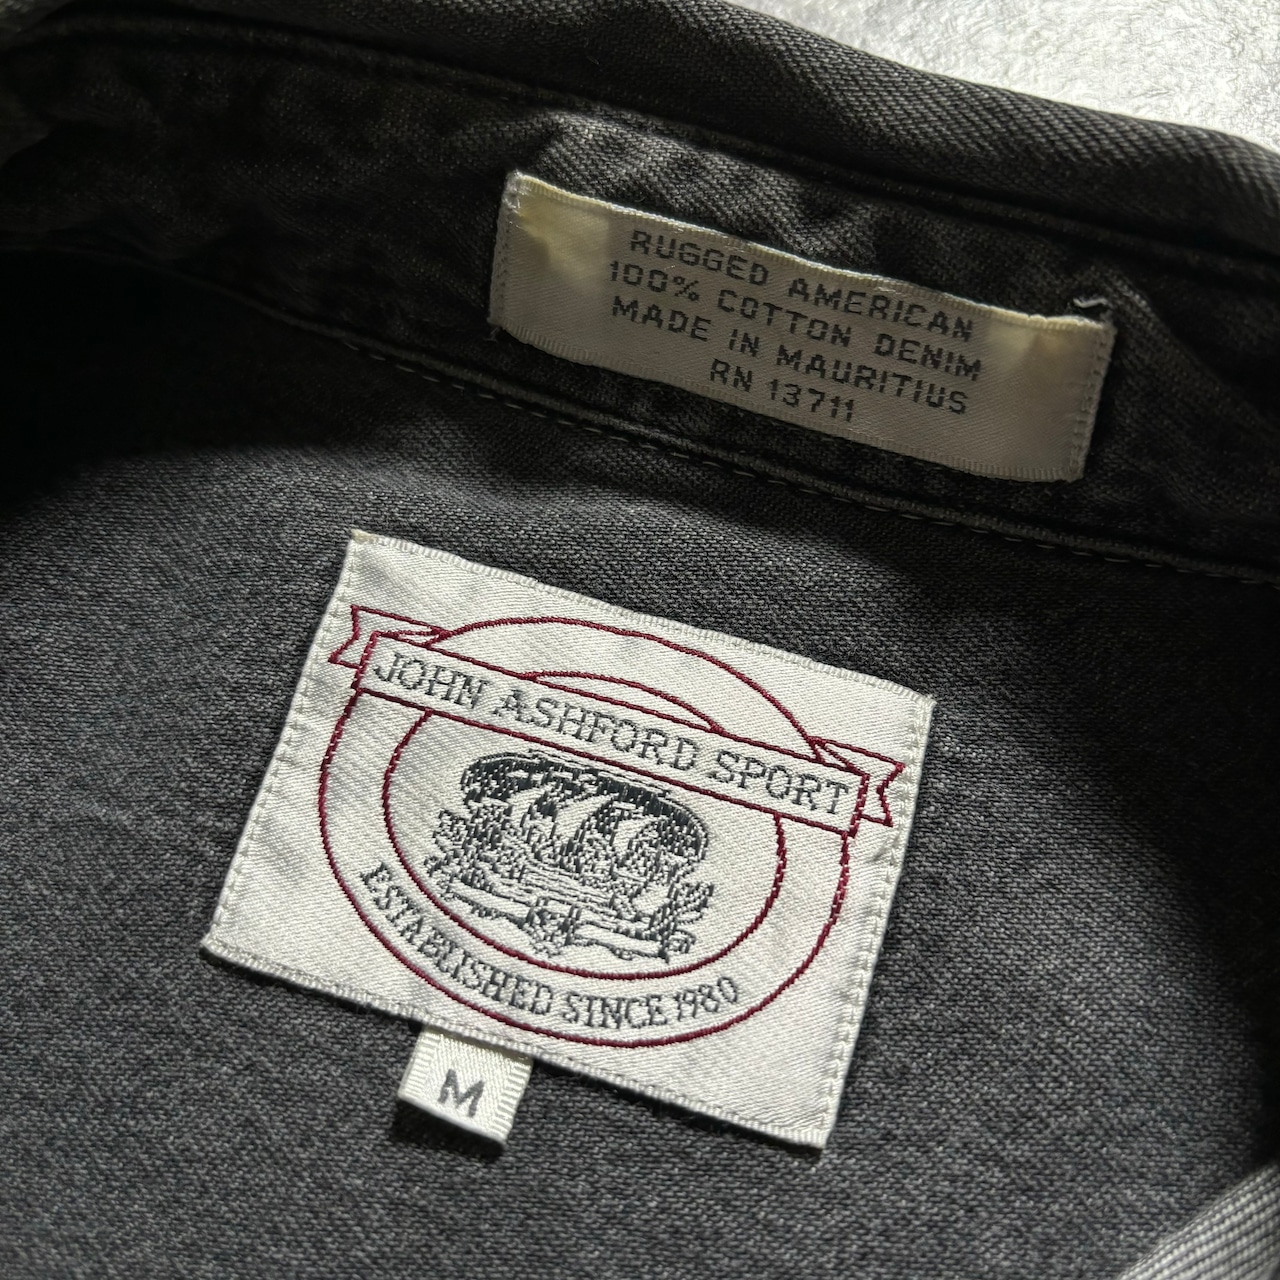 RUGGED AMERICAN
100% COTTON DENIM
MADE IN MAURITIUS
RN 13711
JOHN ASHFORD SPORT
ESTABLISHED SINCE 1980
M